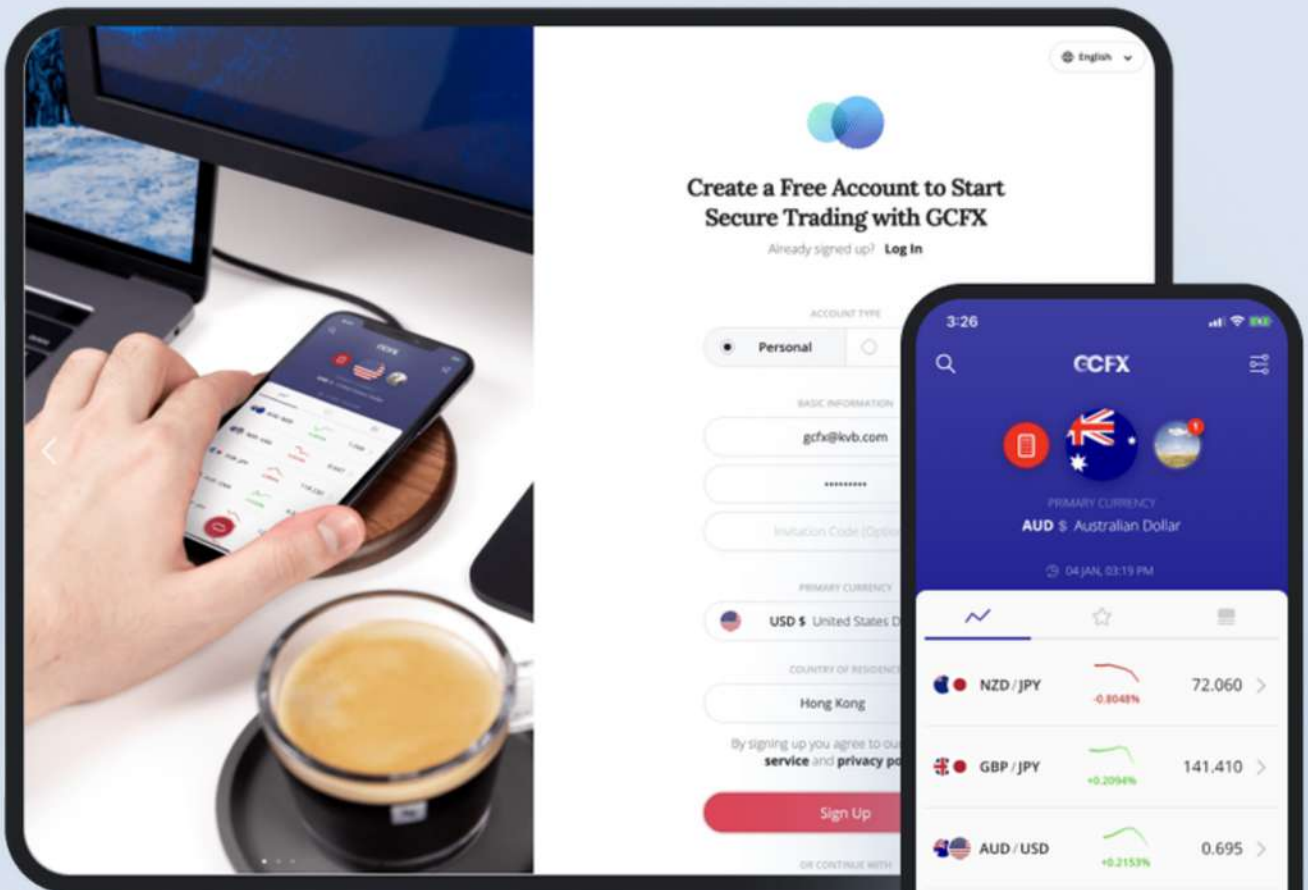 English
Create a Free Account to Start
Secure Trading with GCFX
Already signed up? Log In
ACCOUNT TYPE
Personal
BASIC INFORMATION
gcfx@kvb.com
•••••••••
Invitation Code
PRIMARY CURRENCY
USD $ United States D
COUNTRY OF RESIDENCE
Hong Kong
By signing up you agree to our
service and privacy po
Sign Up
OR CONTINUE WITH
GCFX
3:26
GCFX
1
PRIMARY CURRENCY
AUD $ Australian Dollar
04 JAN, 03:19 PM
NZD/JPY -0.8048% 72.060
GBP/JPY +0.2094% 141.410
AUD/USD +0.2153% 0.695